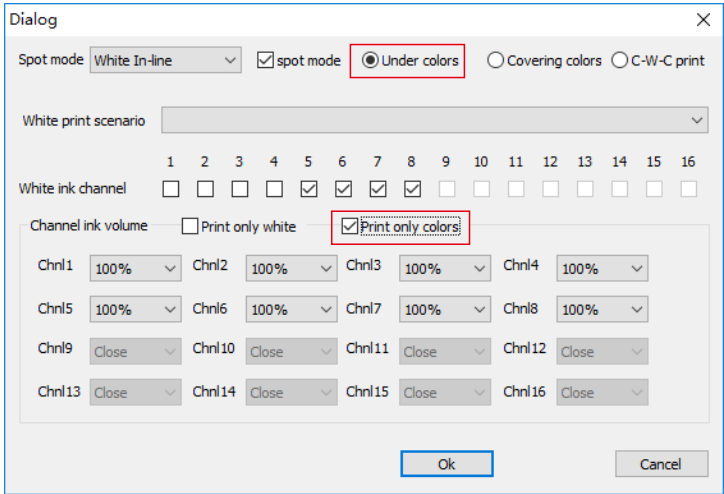 Dialog
Spot mode White In-line spot mode Under colors Covering colors C-W-C print
White print scenario
1 2 3 4 5 6 7 8 9 10 11 12 13 14 15 16
White ink channel
Channel ink volume Print only white Print only colors
Chnl1 100% Chnl2 100% Chnl3 100% Chnl4 100%
Chnl5 100% Chnl6 100% Chnl7 100% Chnl8 100%
Chnl9 Close Chnl10 Close Chnl11 Close Chnl12 Close
Chnl13 Close Chnl14 Close Chnl15 Close Chnl16 Close
Ok Cancel